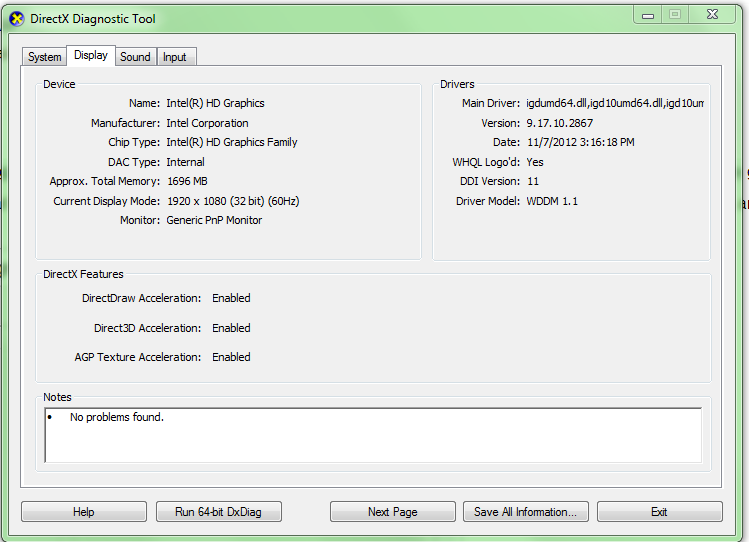 DirectX Diagnostic Tool
System Display Sound Input
Device
Name: Intel(R) HD Graphics
Manufacturer: Intel Corporation
Chip Type: Intel(R) HD Graphics Family
DAC Type: Internal
Approx. Total Memory: 1696 MB
Current Display Mode: 1920 x 1080 (32 bit) (60Hz)
Monitor: Generic PnP Monitor
Drivers
Main Driver: igdumd64.dll,igd10umd64.dll,igd10um
Version: 9.17.10.2867
Date: 11/7/2012 3:16:18 PM
WHQL Logo'd: Yes
DDI Version: 11
Driver Model: WDDM 1.1
DirectX Features
DirectDraw Acceleration: Enabled
Direct3D Acceleration: Enabled
AGP Texture Acceleration: Enabled
Notes
• No problems found.
Help Run 64-bit DxDiag Next Page Save All Information... Exit